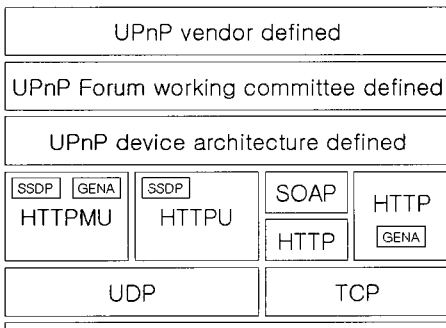 UPnP vendor defined
UPnP Forum working committee defined
UPnP device architecture defined
SSDP GENA
HTTPMU
SSDP
HTTPU
SOAP
HTTP
HTTP
GENA
UDP
TCP